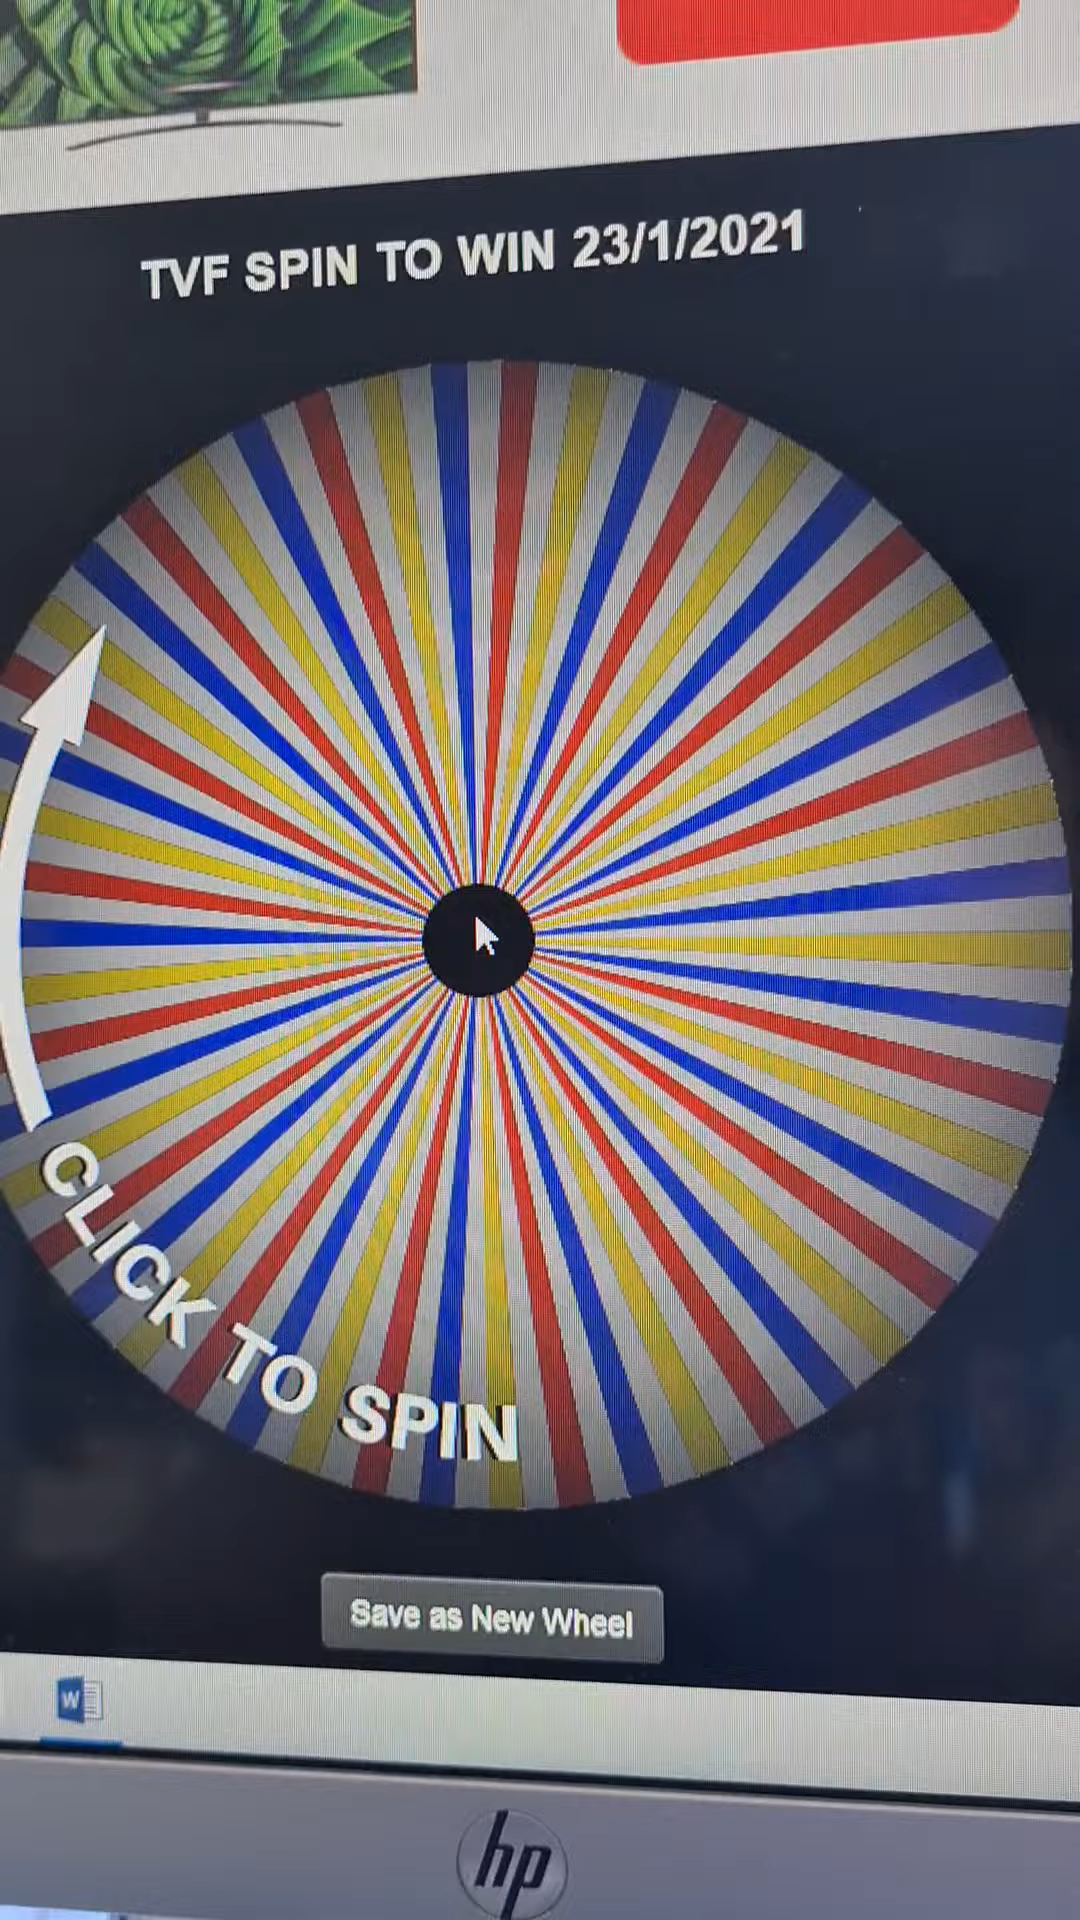 TVF SPIN TO WIN 23/1/2021
CLICK TO SPIN
Save as New Wheel
W
hp